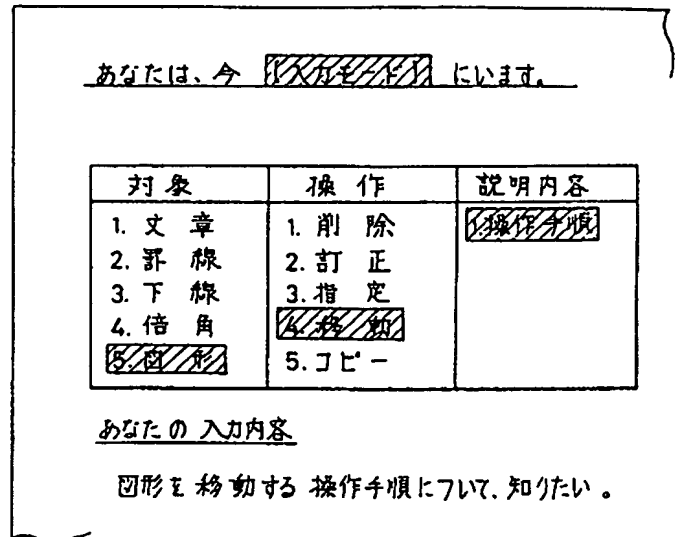 あなたは、今 「入力モード」 にいます。
対象 操作 説明内容
1. 文章 1. 削除 1. 操作手順
2. 罫線 2. 訂正
3. 下線 3. 指定
4. 倍角 4. 移動
5. 図形 5. コピー
あなたの入力内容
図形を移動する操作手順について、知りたい。